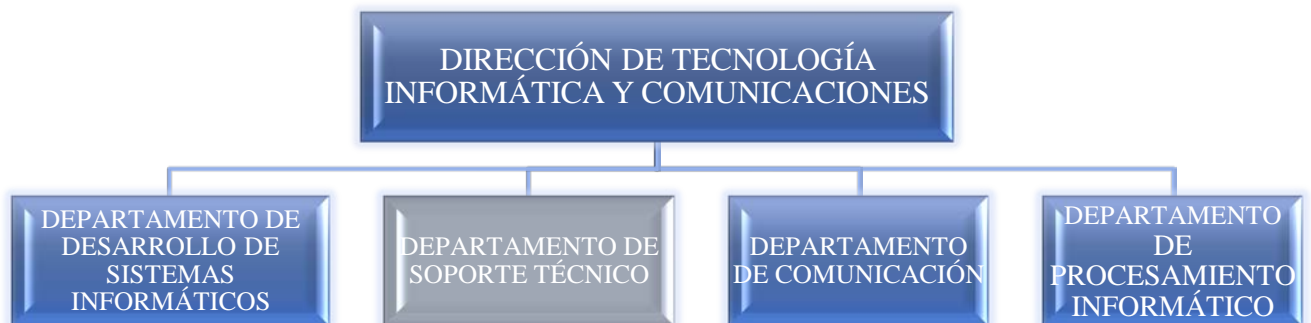 DIRECCIÓN DE TECNOLOGÍA
INFORMÁTICA Y COMUNICACIONES
DEPARTAMENTO DE
DESARROLLO DE
SISTEMAS
INFORMÁTICOS
DEPARTAMENTO DE
SOPORTE TÉCNICO
DEPARTAMENTO
DE COMUNICACIÓN
DEPARTAMENTO
DE
PROCESAMIENTO
INFORMÁTICO